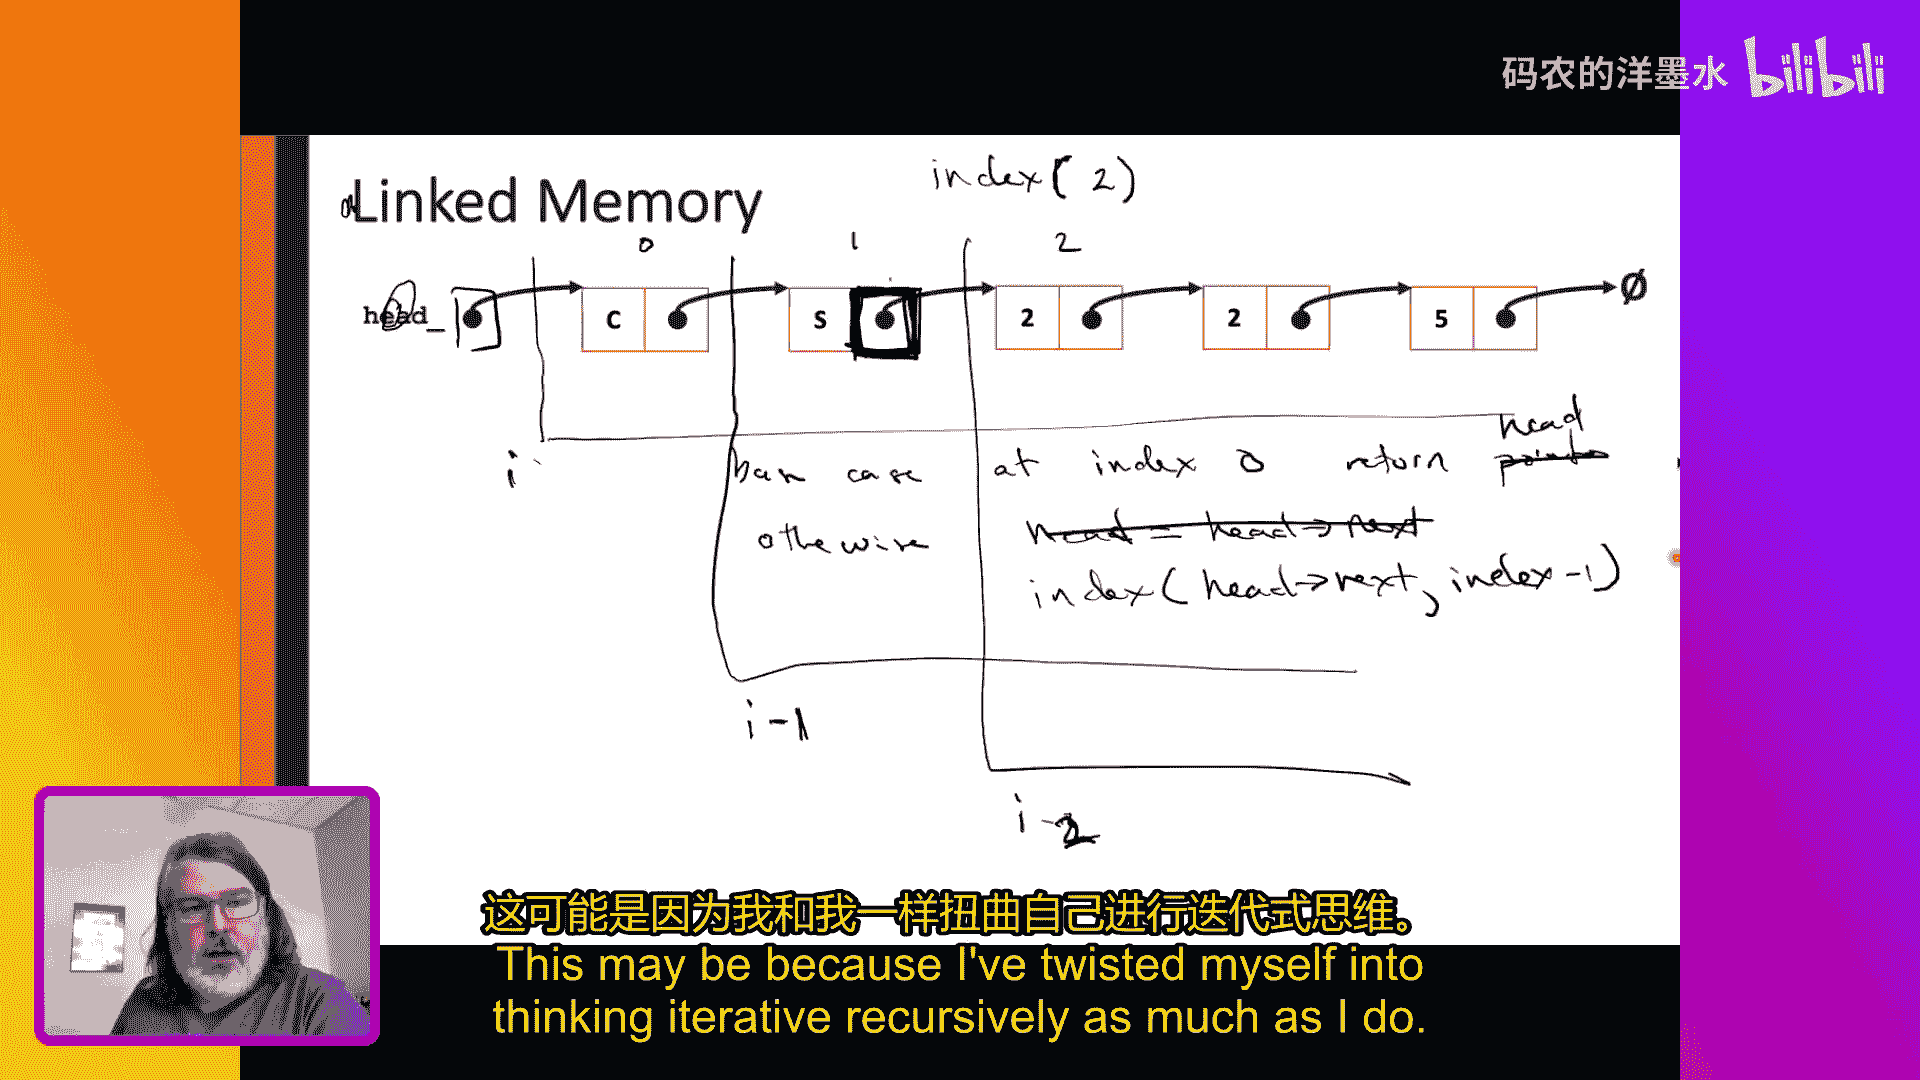 码农的洋墨水 bilibili
index(2)
Linked Memory
0 1 2
head_ C S 2 2 5 Ø
head
i base case at index 0 return points
otherwise head = head->next
index(head->next, index-1)
i-1
i-2
这可能是因为我和我一样扭曲自己进行迭代式思维。
This may be because I've twisted myself into
thinking iterative recursively as much as I do.